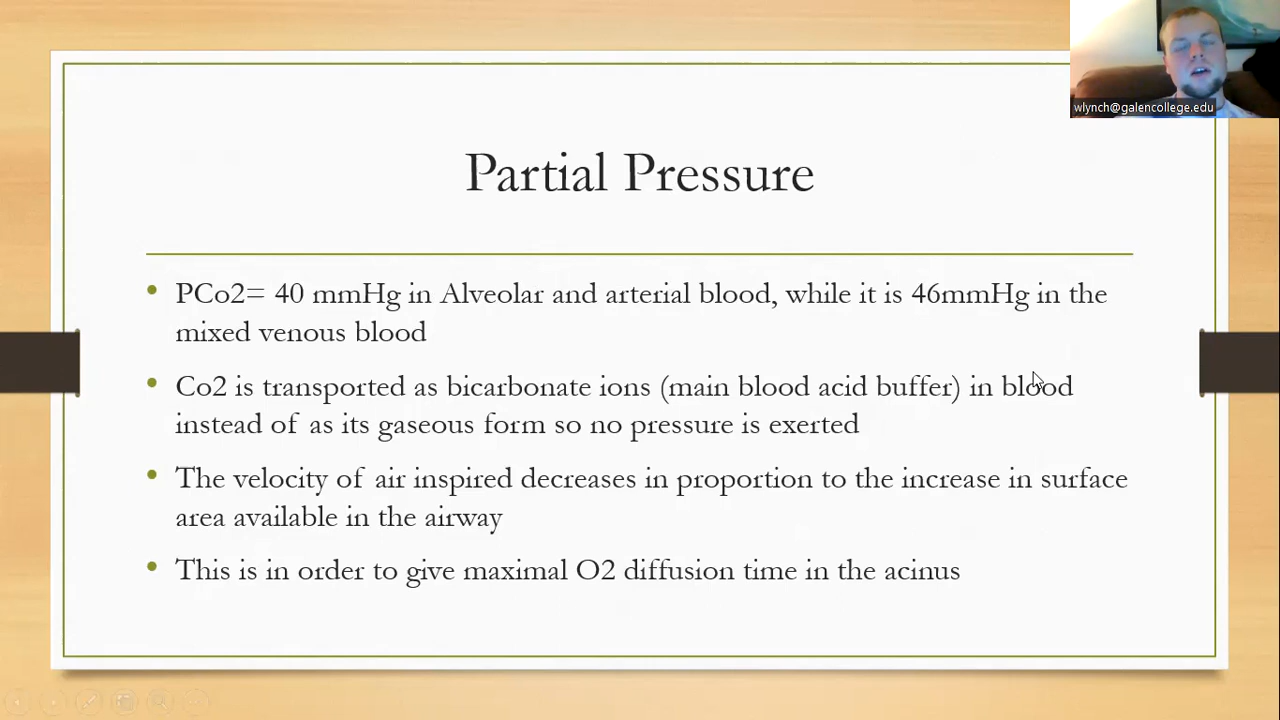 wlynch@galencollege.edu
Partial Pressure
• PCo2= 40 mmHg in Alveolar and arterial blood, while it is 46mmHg in the
mixed venous blood
• Co2 is transported as bicarbonate ions (main blood acid buffer) in blood
instead of as its gaseous form so no pressure is exerted
• The velocity of air inspired decreases in proportion to the increase in surface
area available in the airway
• This is in order to give maximal O2 diffusion time in the acinus